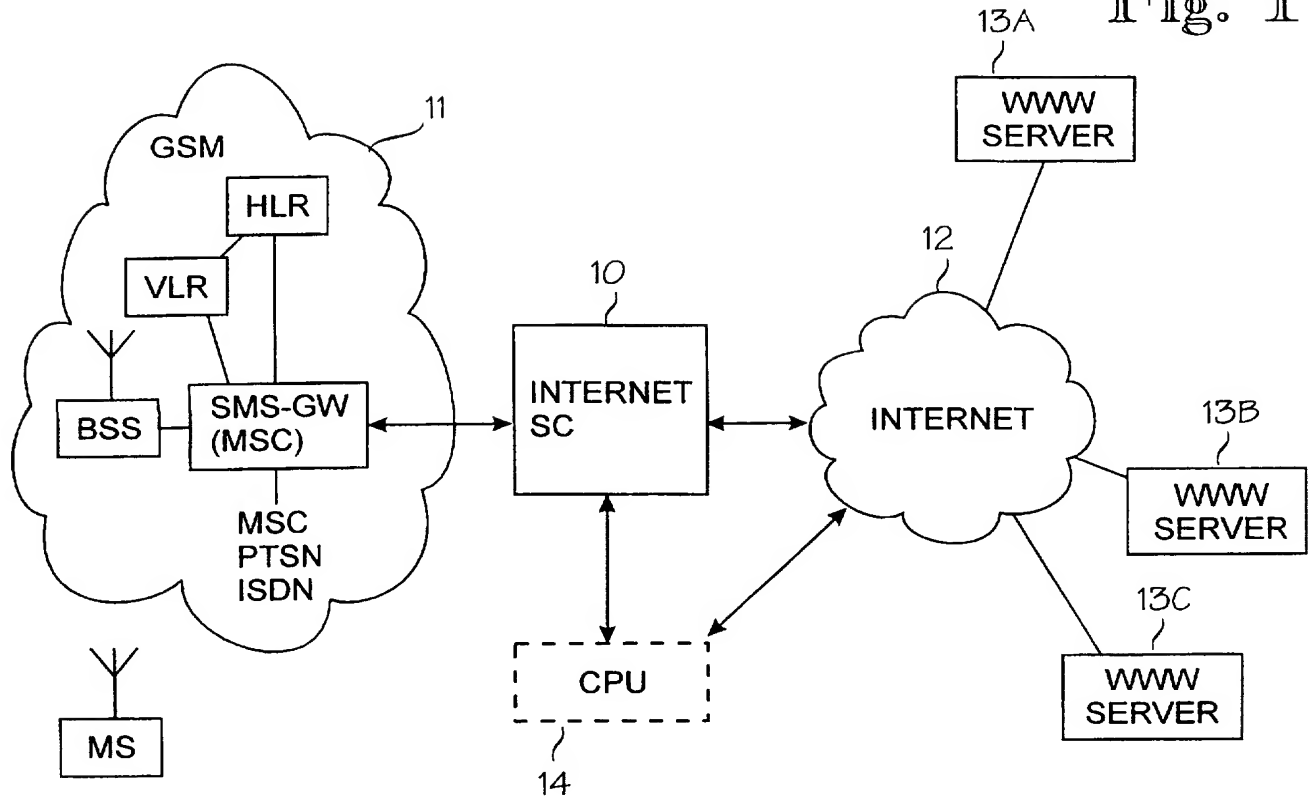 Fig. 1
13A
WWW
SERVER
11
GSM
HLR
VLR
12
10
BSS
SMS-GW
(MSC)
INTERNET
SC
INTERNET
13B
WWW
SERVER
MSC
PTSN
ISDN
13C
WWW
SERVER
CPU
MS
14